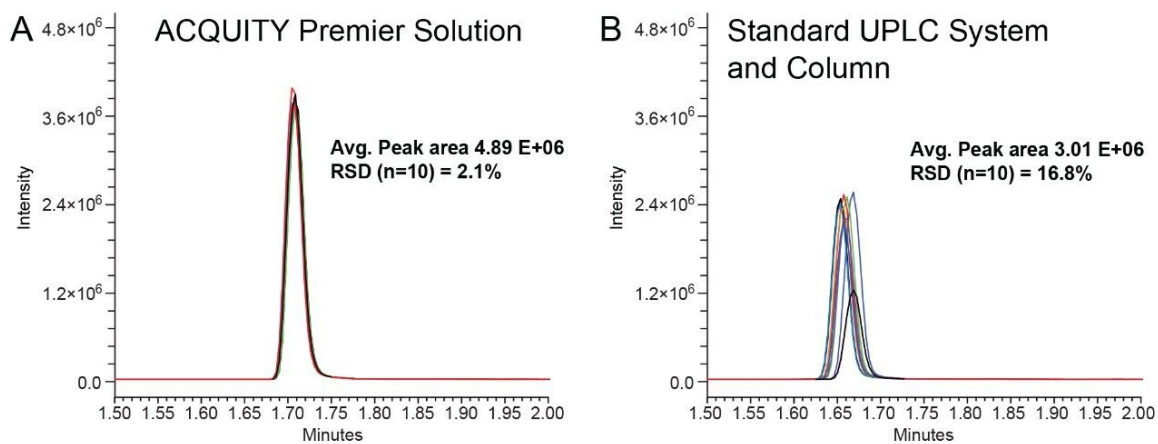 A
ACQUITY Premier Solution
4.8×10⁶
3.6×10⁶
2.4×10⁶
1.2×10⁶
0.0
Intensity
Avg. Peak area 4.89 E+06
RSD (n=10) = 2.1%
1.50 1.55 1.60 1.65 1.70 1.75 1.80 1.85 1.90 1.95 2.00
Minutes
B
Standard UPLC System
and Column
4.8×10⁶
3.6×10⁶
2.4×10⁶
1.2×10⁶
0.0
Intensity
Avg. Peak area 3.01 E+06
RSD (n=10) = 16.8%
1.50 1.55 1.60 1.65 1.70 1.75 1.80 1.85 1.90 1.95 2.00
Minutes